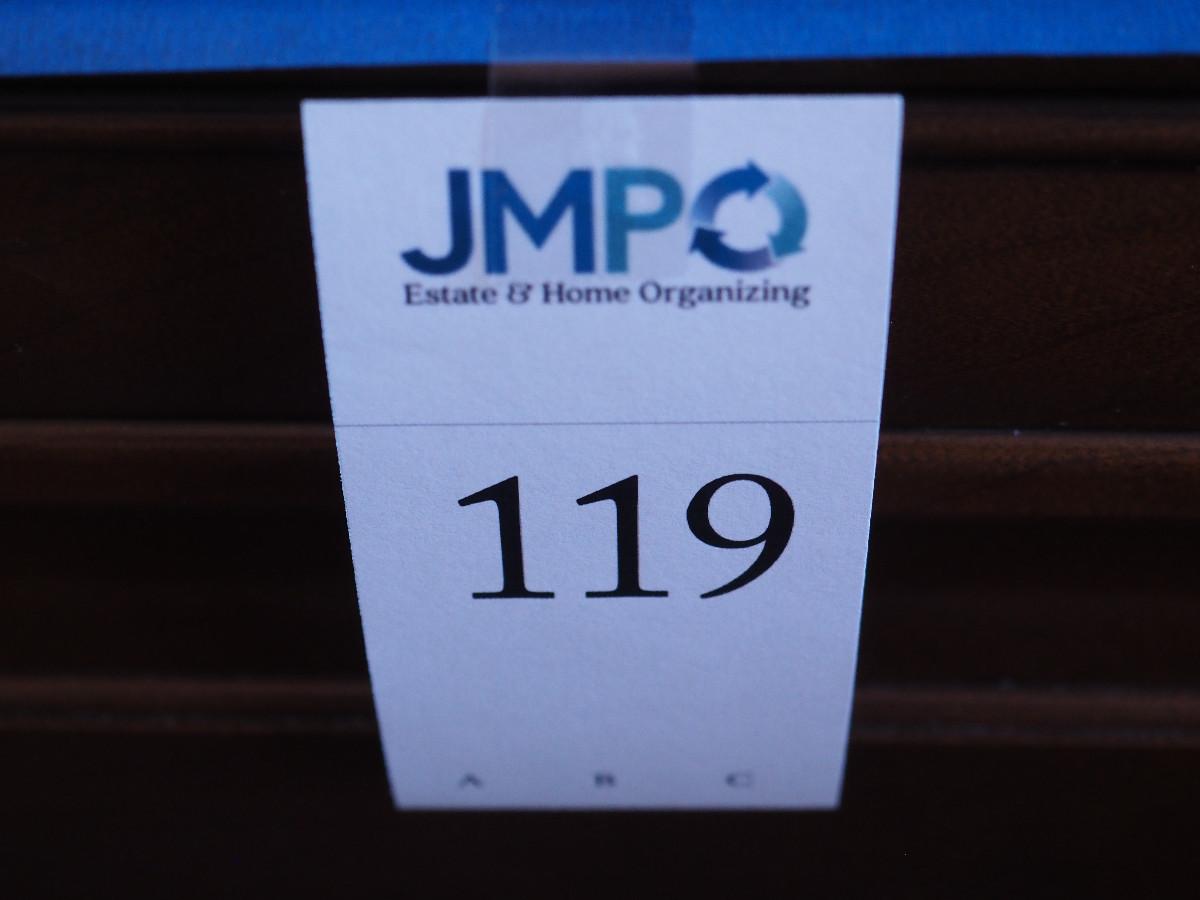 JMPO
Estate & Home Organizing
119
A B C